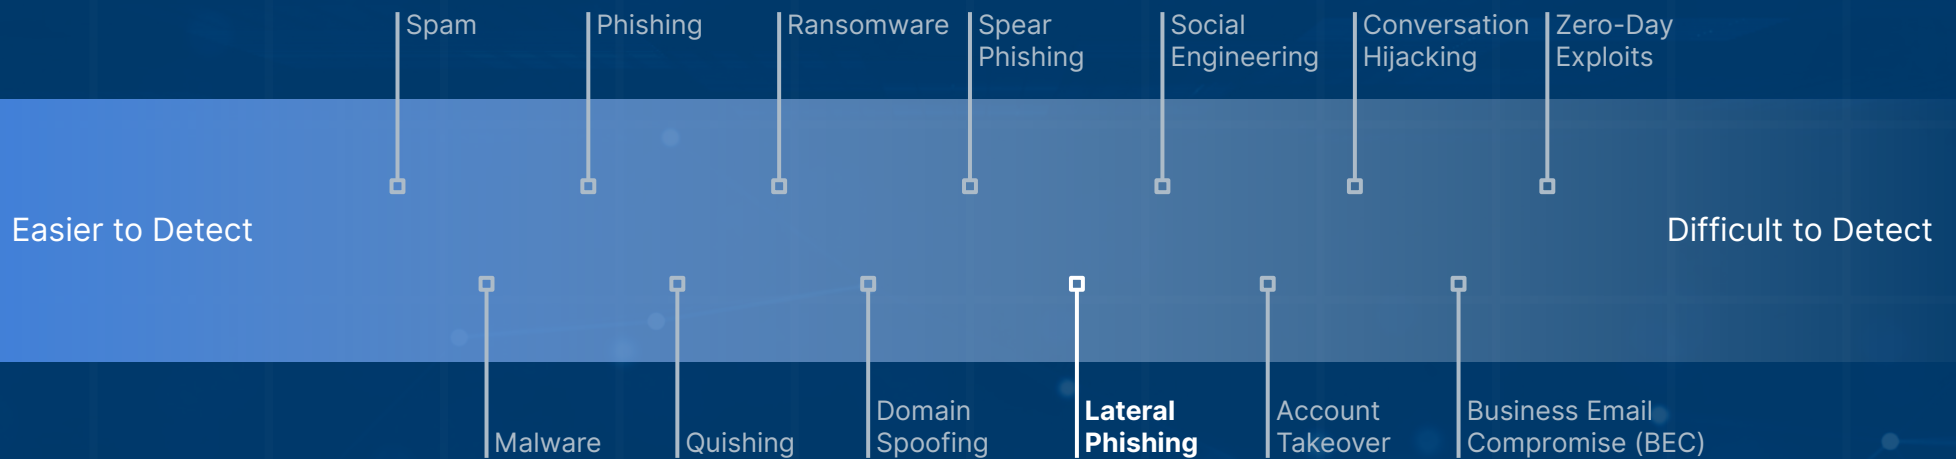 Spam
Phishing
Ransomware
Spear
Phishing
Social
Engineering
Conversation
Hijacking
Zero-Day
Exploits
Easier to Detect
Difficult to Detect
Malware
Quishing
Domain
Spoofing
Lateral
Phishing
Account
Takeover
Business Email
Compromise (BEC)